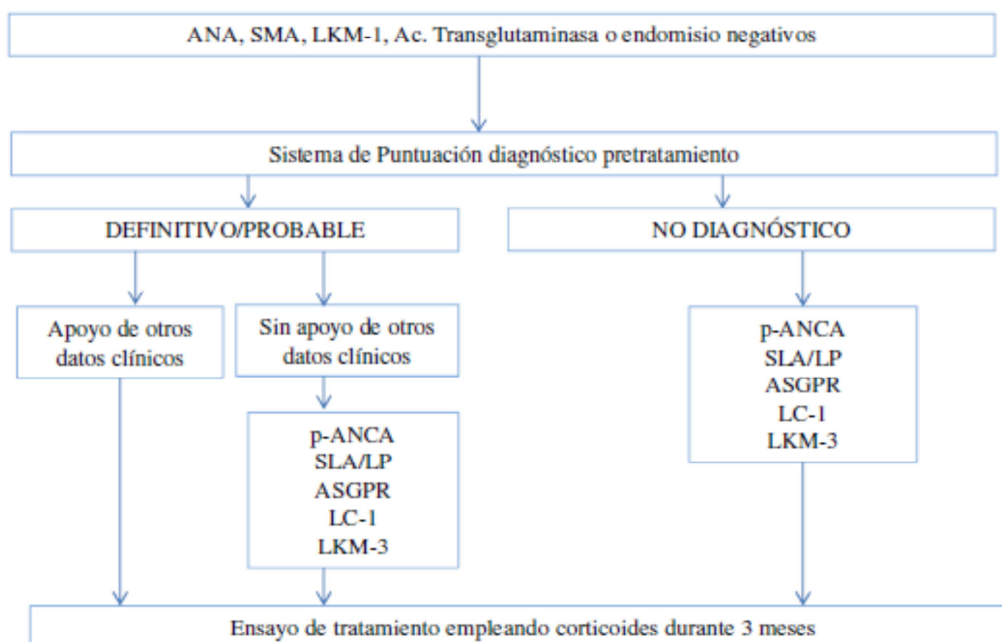 ANA, SMA, LKM-1, Ac. Transglutaminasa o endomisio negativos
Sistema de Puntuación diagnóstico pretratamiento
DEFINITIVO/PROBABLE
NO DIAGNÓSTICO
Apoyo de otros
datos clínicos
Sin apoyo de otros
datos clínicos
p-ANCA
SLA/LP
ASGPR
LC-1
LKM-3
p-ANCA
SLA/LP
ASGPR
LC-1
LKM-3
Ensayo de tratamiento empleando corticoides durante 3 meses